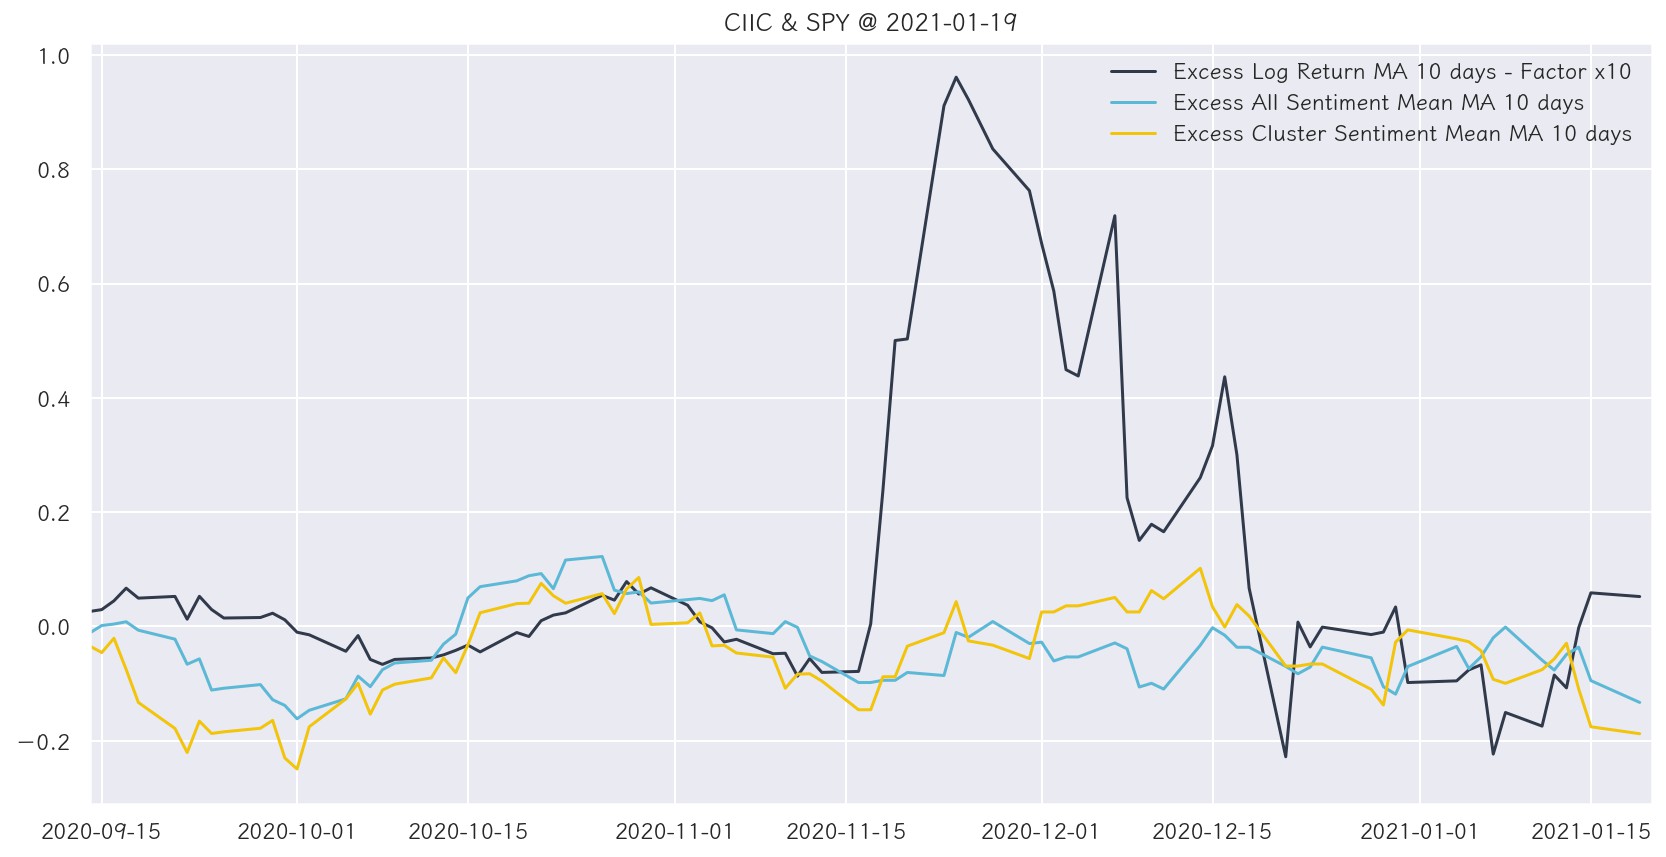 CIIC & SPY @ 2021-01-19
Excess Log Return MA 10 days - Factor x10
Excess All Sentiment Mean MA 10 days
Excess Cluster Sentiment Mean MA 10 days
1.0
0.8
0.6
0.4
0.2
0.0
−0.2
2020-09-15 2020-10-01 2020-10-15 2020-11-01 2020-11-15 2020-12-01 2020-12-15 2021-01-01 2021-01-15